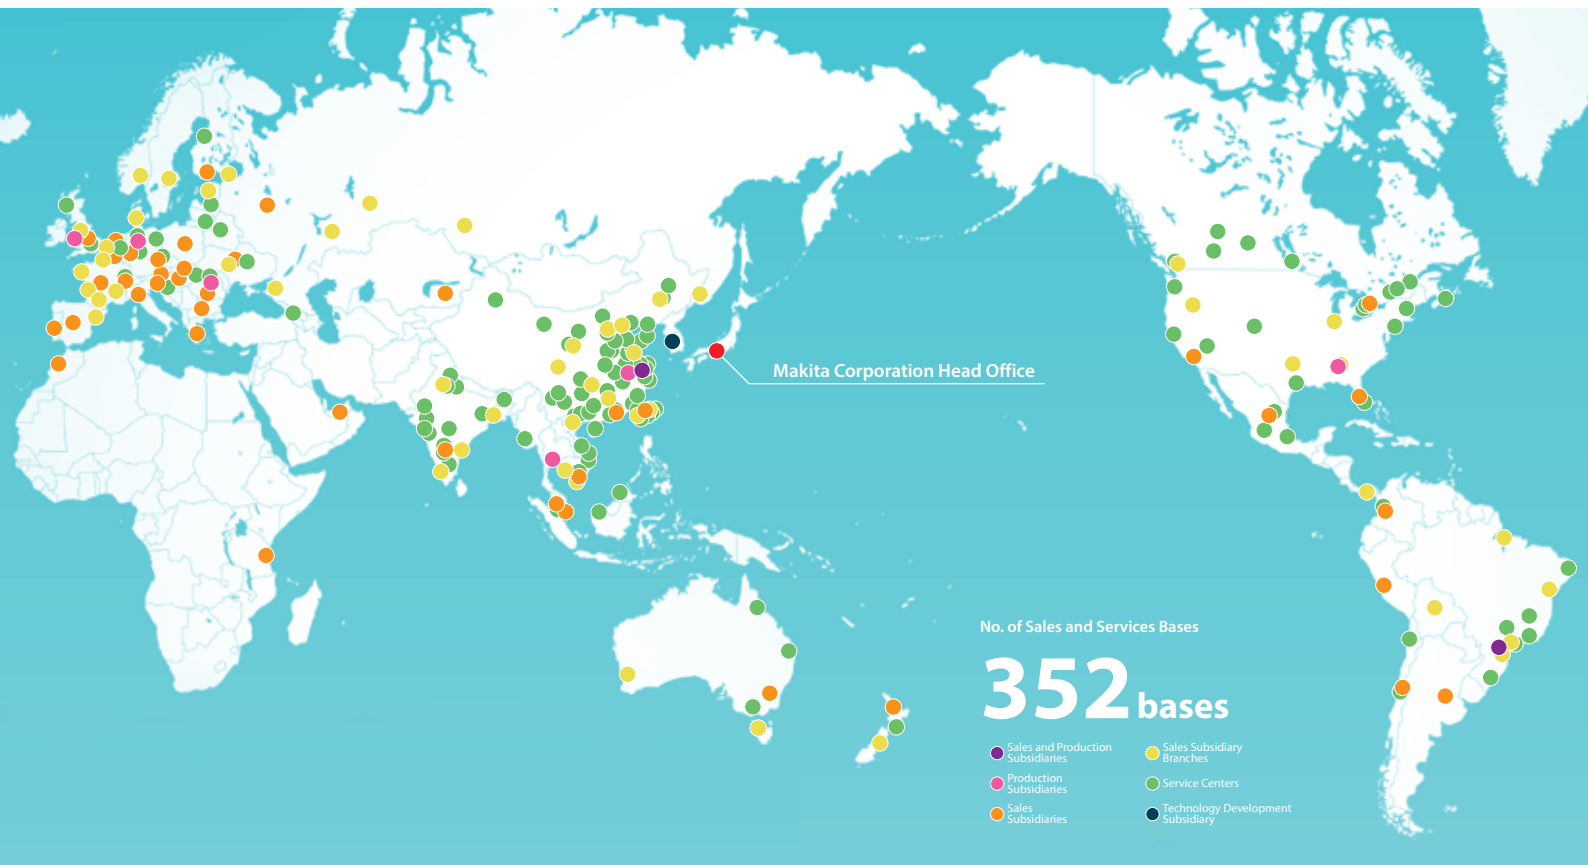 Makita Corporation Head Office
No. of Sales and Services Bases
352 bases
Sales and Production
Subsidiaries
Production
Subsidiaries
Sales
Subsidiaries
Sales Subsidiary
Branches
Service Centers
Technology Development
Subsidiary